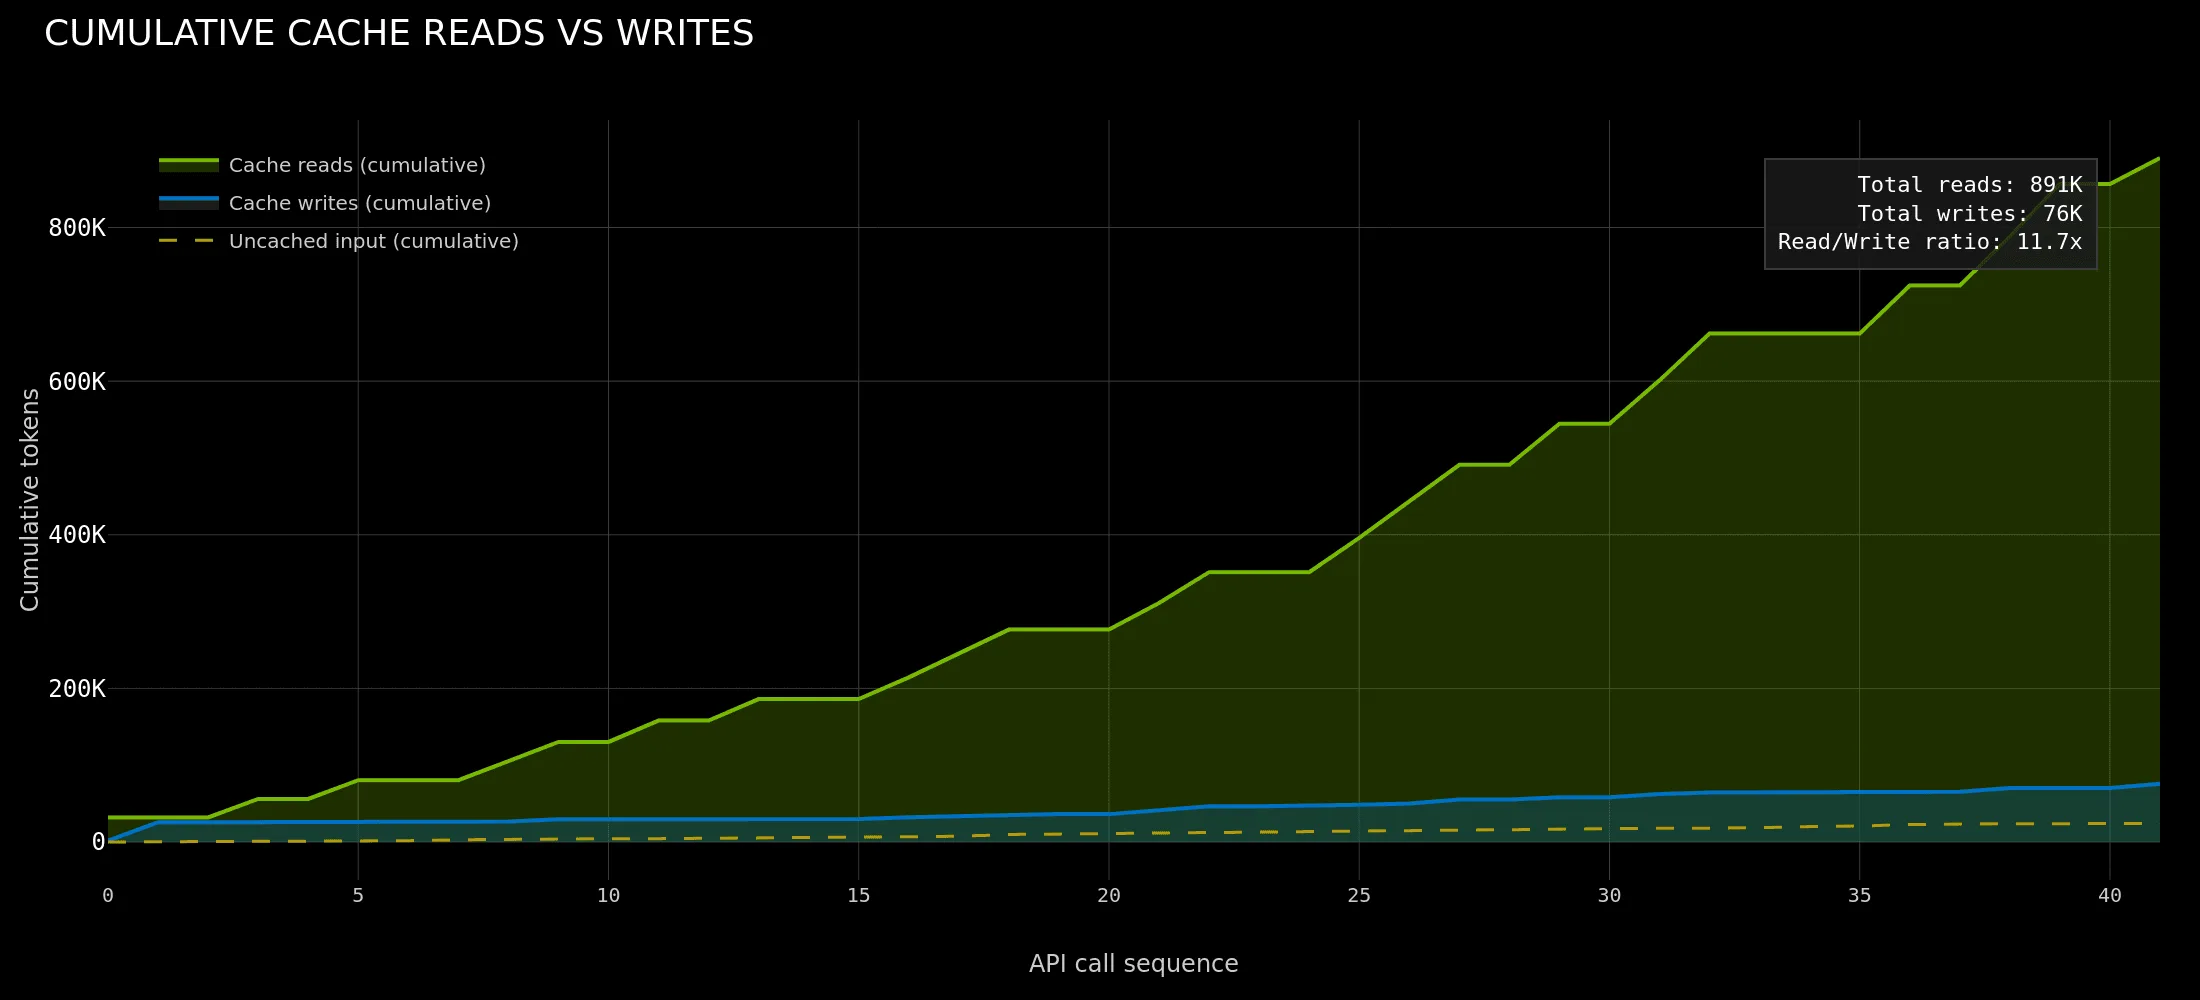 CUMULATIVE CACHE READS VS WRITES
Cache reads (cumulative)
Cache writes (cumulative)
Uncached input (cumulative)
Total reads: 891K
Total writes: 76K
Read/Write ratio: 11.7x
Cumulative tokens
800K
600K
400K
200K
0
0 5 10 15 20 25 30 35 40
API call sequence